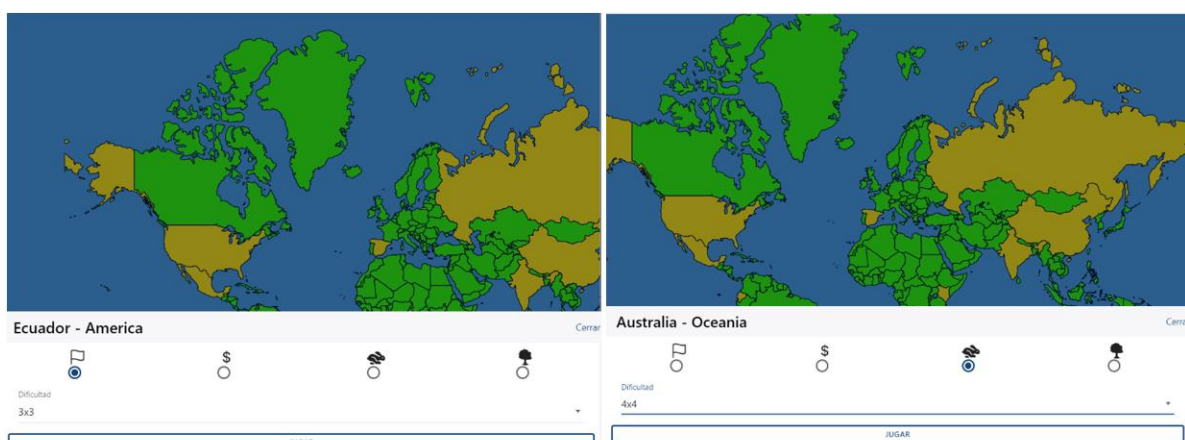 Ecuador - America
Cerrar
$
Dificultad
3x3
Australia - Oceania
Cerra
$
Dificultad
4x4
JUGAR